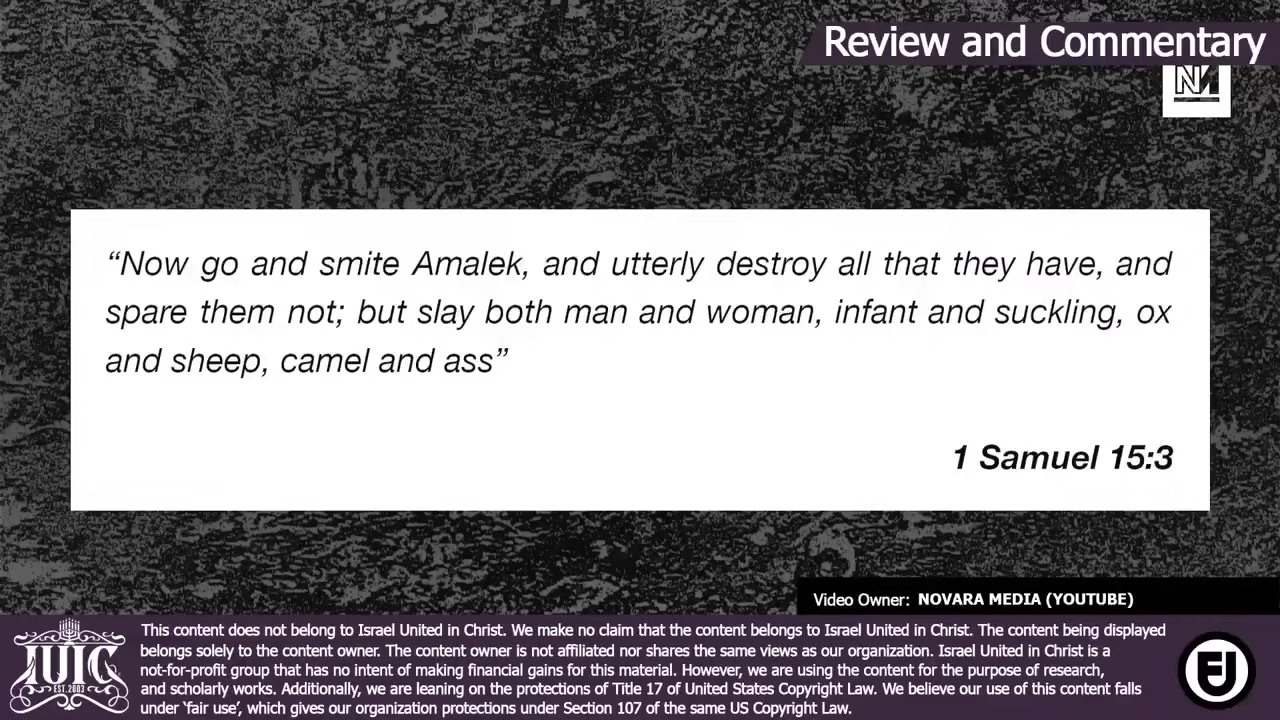 Review and Commentary
NM
“Now go and smite Amalek, and utterly destroy all that they have, and
spare them not; but slay both man and woman, infant and suckling, ox
and sheep, camel and ass”
1 Samuel 15:3
Video Owner: NOVARA MEDIA (YOUTUBE)
This content does not belong to Israel United in Christ. We make no claim that the content belongs to Israel United in Christ. The content being displayed
belongs solely to the content owner. The content owner is not affiliated nor shares the same views as our organization. Israel United in Christ is a
not-for-profit group that has no intent of making financial gains for this material. However, we are using the content for the purpose of research,
and scholarly works. Additionally, we are leaning on the protections of Title 17 of United States Copyright Law. We believe our use of this content falls
under ‘fair use’, which gives our organization protections under Section 107 of the same US Copyright Law.
IUIC
EST. 2003